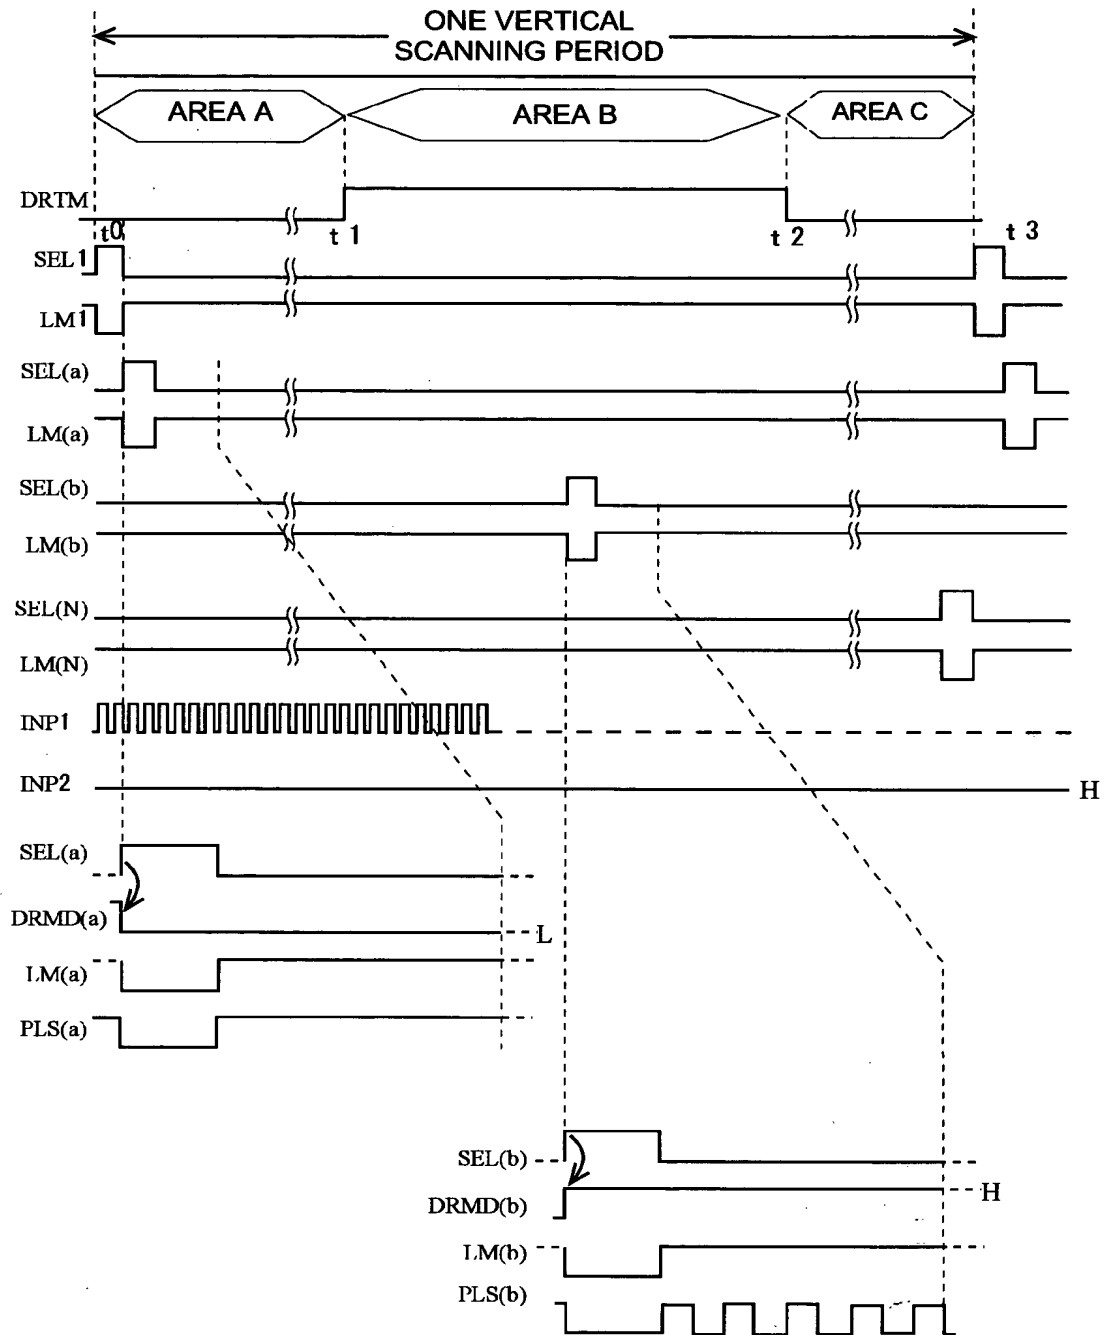 ONE VERTICAL
SCANNING PERIOD
AREA A
AREA B
AREA C
DRTM
t0
t 1
t 2
t 3
SEL1
LM1
SEL(a)
LM(a)
SEL(b)
LM(b)
SEL(N)
LM(N)
INP1
INP2
H
SEL(a)
DRMD(a)
L
LM(a)
PLS(a)
SEL(b)
H
DRMD(b)
LM(b)
PLS(b)